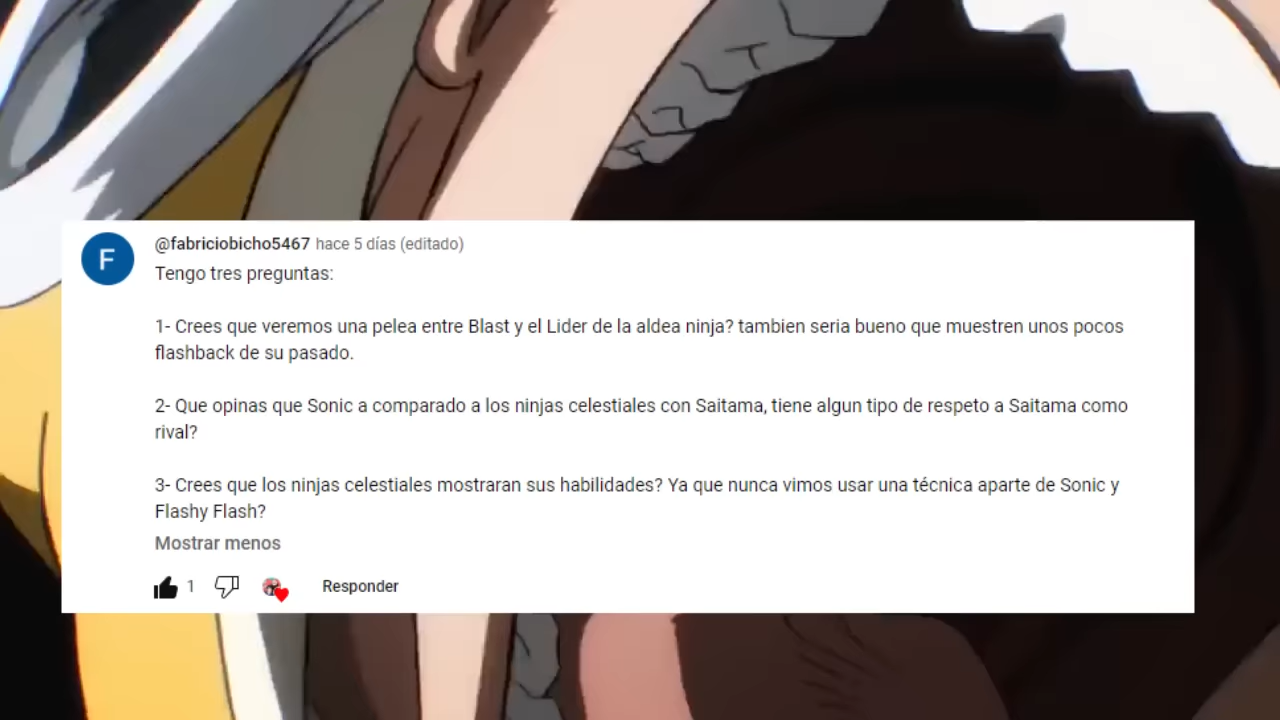 F
@fabriciobicho5467 hace 5 días (editado)
Tengo tres preguntas:
1- Crees que veremos una pelea entre Blast y el Lider de la aldea ninja? tambien seria bueno que muestren unos pocos
flashback de su pasado.
2- Que opinas que Sonic a comparado a los ninjas celestiales con Saitama, tiene algun tipo de respeto a Saitama como
rival?
3- Crees que los ninjas celestiales mostraran sus habilidades? Ya que nunca vimos usar una técnica aparte de Sonic y
Flashy Flash?
Mostrar menos
1 Responder